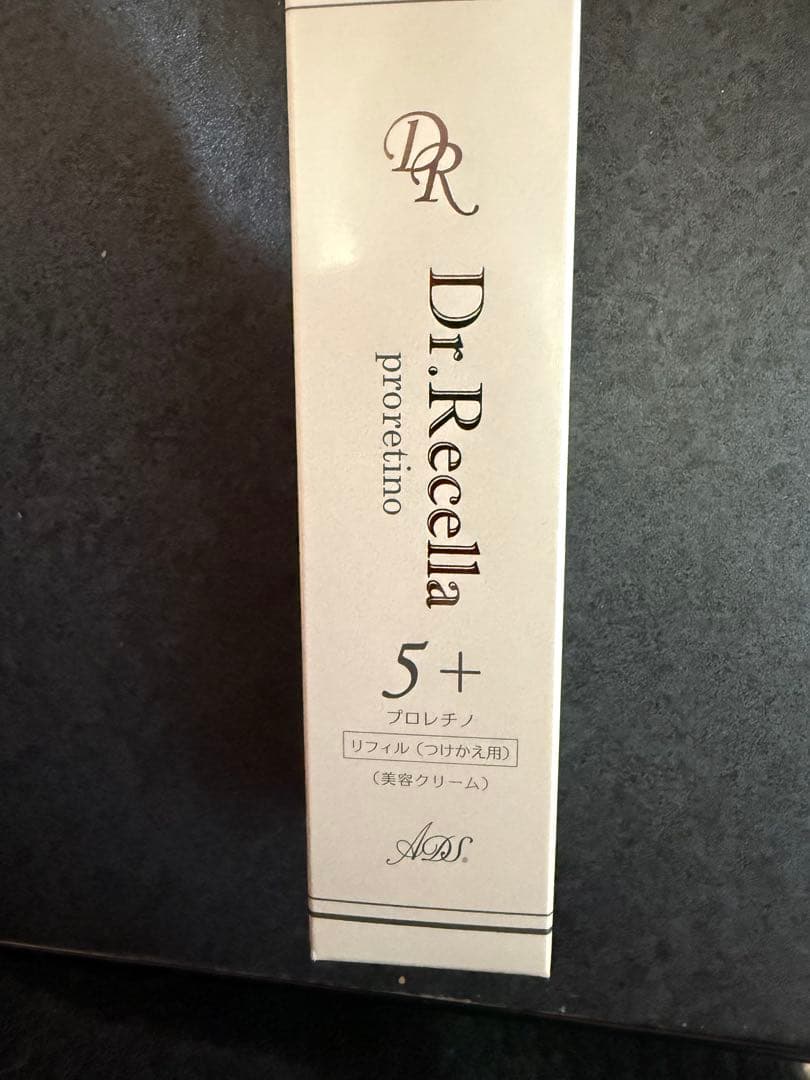 DR
Dr.Recella
proretino
5+
プロレチノ
リフィル（つけかえ用）
（美容クリーム）
ADS®